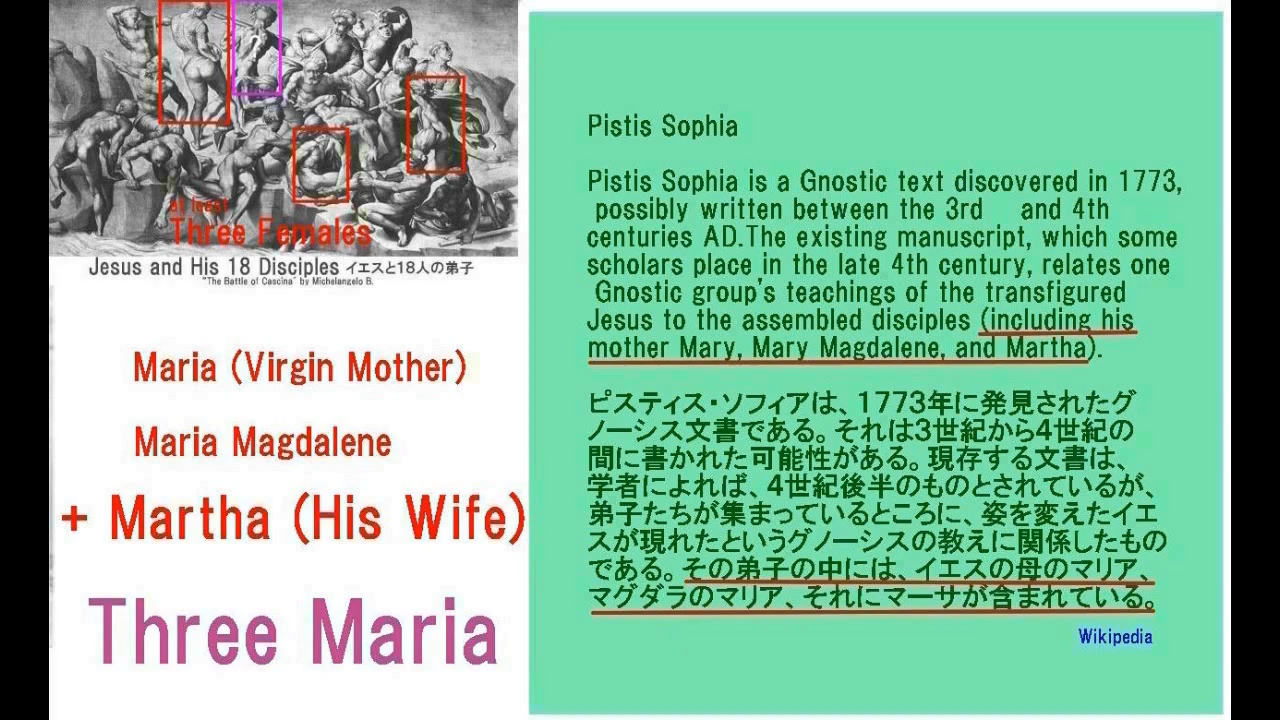 ?
at least
Three Females
Jesus and His 18 Disciples イエスと18人の弟子
"The Battle of Cascina" by Michelangelo B.
Maria (Virgin Mother)
Maria Magdalene
+ Martha (His Wife)
Three Maria
Pistis Sophia
Pistis Sophia is a Gnostic text discovered in 1773,
possibly written between the 3rd and 4th
centuries AD.The existing manuscript, which some
scholars place in the late 4th century, relates one
Gnostic group's teachings of the transfigured
Jesus to the assembled disciples (including his
mother Mary, Mary Magdalene, and Martha).
ピスティス・ソフィアは、1773年に発見されたグ
ノーシス文書である。それは3世紀から4世紀の
間に書かれた可能性がある。現存する文書は、
学者によれば、4世紀後半のものとされているが、
弟子たちが集まっているところに、姿を変えたイエ
スが現れたというグノーシスの教えに関係したもの
である。その弟子の中には、イエスの母のマリア、
マグダラのマリア、それにマーサが含まれている。
Wikipedia